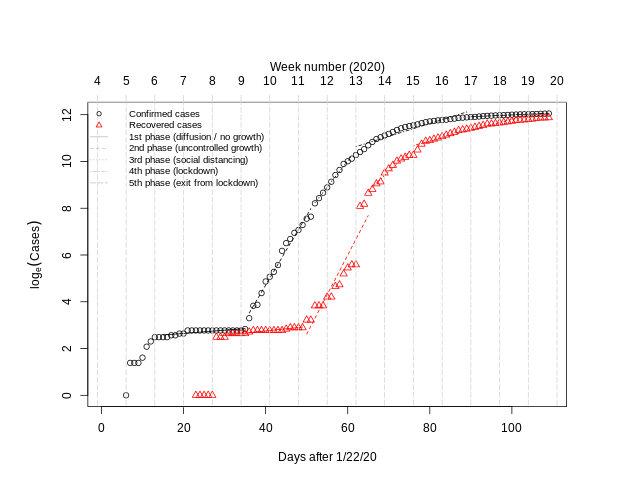 Week number (2020)
4 5 6 7 8 9 10 11 12 13 14 15 16 17 18 19 20
Confirmed cases
Recovered cases
1st phase (diffusion / no growth)
2nd phase (uncontrolled growth)
3rd phase (social distancing)
4th phase (lockdown)
5th phase (exit from lockdown)
12
10
8
6
4
2
0
loge(Cases)
0 20 40 60 80 100
Days after 1/22/20